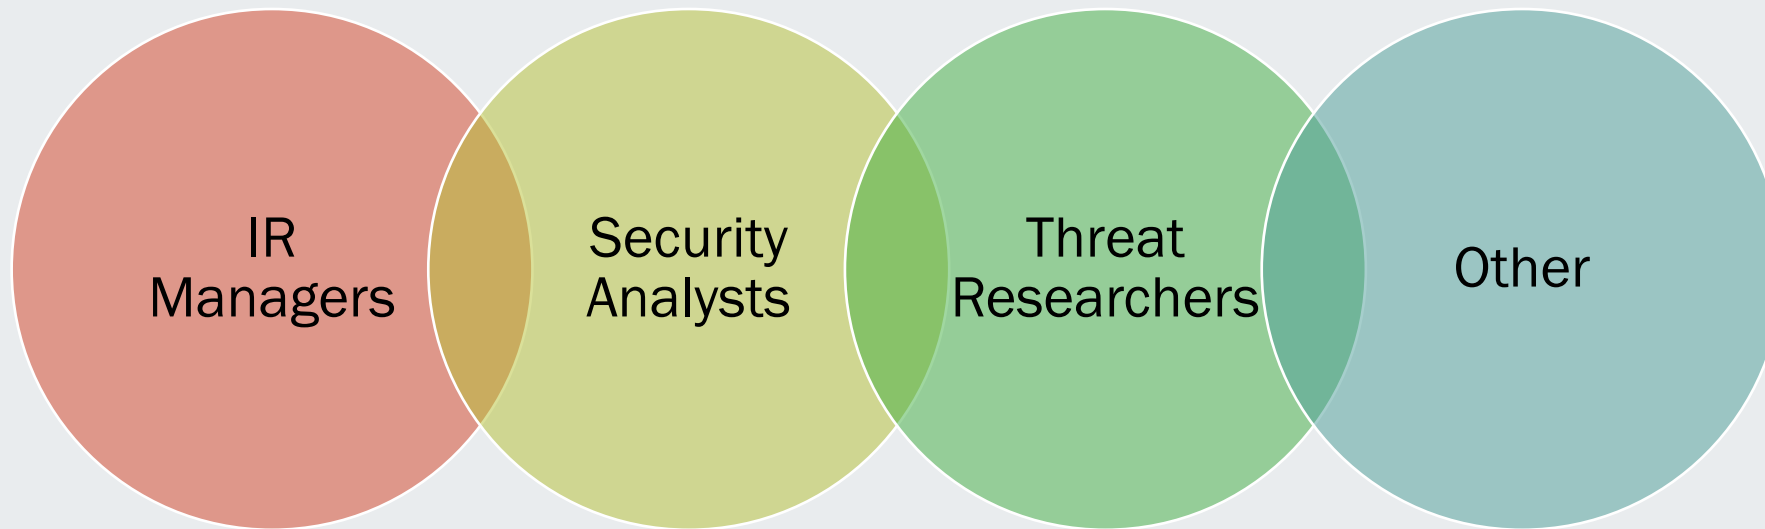 IR
Managers
Security
Analysts
Threat
Researchers
Other